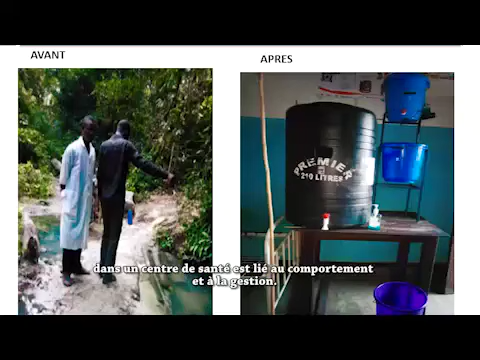 AVANT
APRES
PREMIER
210 LITRES
dans un centre de santé est lié au comportement
et à la gestion.